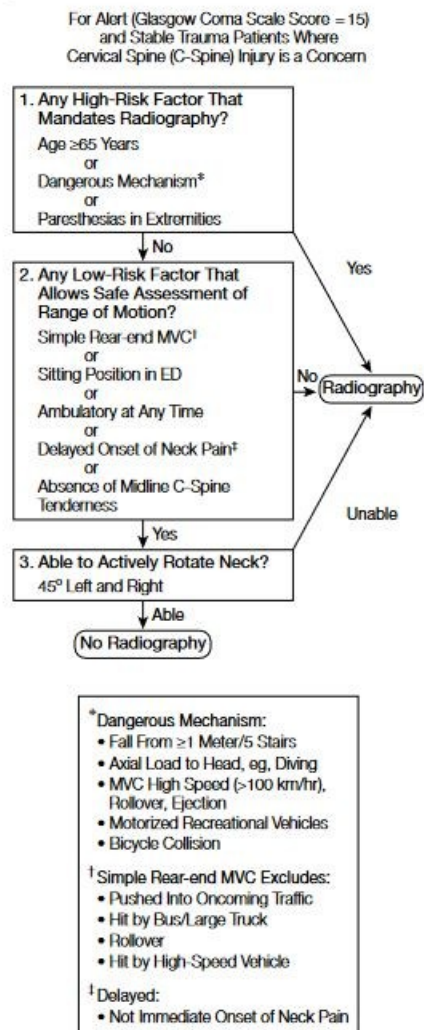 For Alert (Glasgow Coma Scale Score = 15)
and Stable Trauma Patients Where
Cervical Spine (C-Spine) Injury is a Concern
1. Any High-Risk Factor That
Mandates Radiography?
Age ≥65 Years
or
Dangerous Mechanism*
or
Paresthesias in Extremities
No
Yes
2. Any Low-Risk Factor That
Allows Safe Assessment of
Range of Motion?
Simple Rear-end MVC†
or
Sitting Position in ED
or
Ambulatory at Any Time
or
Delayed Onset of Neck Pain‡
or
Absence of Midline C-Spine
Tenderness
No
Radiography
Yes
Unable
3. Able to Actively Rotate Neck?
45° Left and Right
Able
No Radiography
*Dangerous Mechanism:
• Fall From ≥1 Meter/5 Stairs
• Axial Load to Head, eg, Diving
• MVC High Speed (>100 km/hr),
Rollover, Ejection
• Motorized Recreational Vehicles
• Bicycle Collision
†Simple Rear-end MVC Excludes:
• Pushed Into Oncoming Traffic
• Hit by Bus/Large Truck
• Rollover
• Hit by High-Speed Vehicle
‡Delayed:
• Not Immediate Onset of Neck Pain